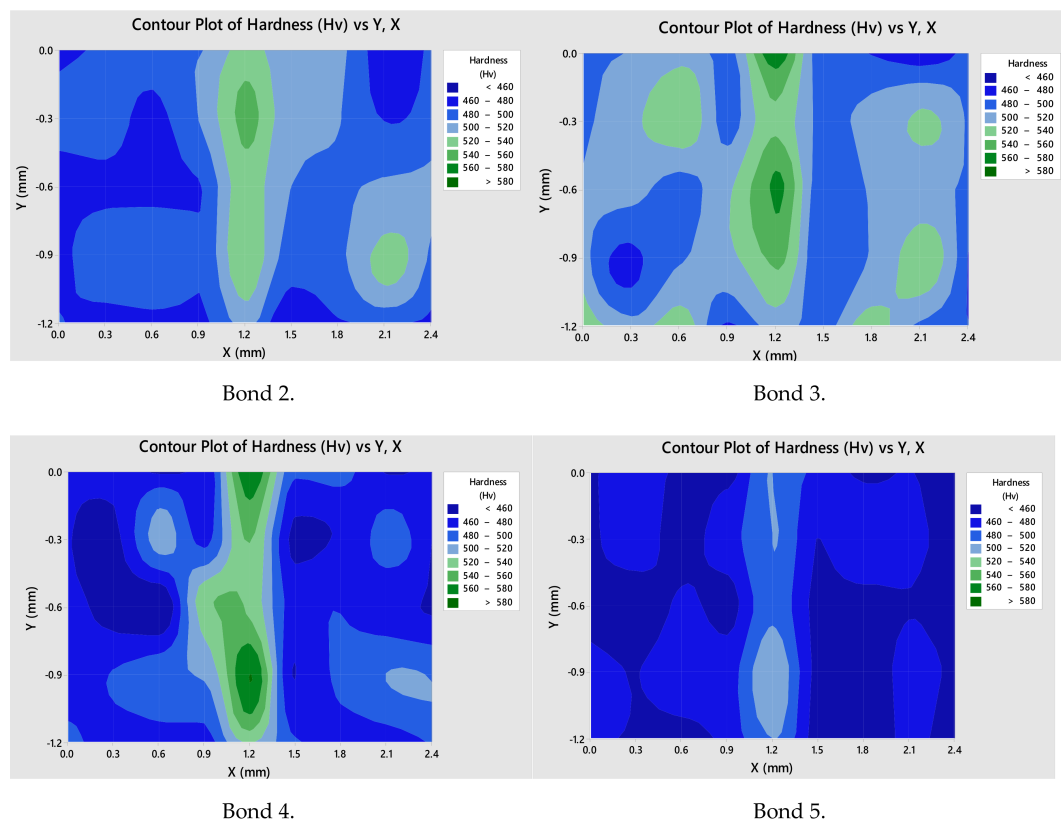 Contour Plot of Hardness (Hv) vs Y, X
Hardness
(Hv)
< 460
460 – 480
480 – 500
500 – 520
520 – 540
540 – 560
560 – 580
> 580
Y (mm)
0.0
-0.3
-0.6
-0.9
-1.2
0.0 0.3 0.6 0.9 1.2 1.5 1.8 2.1 2.4
X (mm)
Bond 2.
Contour Plot of Hardness (Hv) vs Y, X
Hardness
(Hv)
< 460
460 – 480
480 – 500
500 – 520
520 – 540
540 – 560
560 – 580
> 580
Y (mm)
0.0
-0.3
-0.6
-0.9
-1.2
0.0 0.3 0.6 0.9 1.2 1.5 1.8 2.1 2.4
X (mm)
Bond 3.
Contour Plot of Hardness (Hv) vs Y, X
Hardness
(Hv)
< 460
460 – 480
480 – 500
500 – 520
520 – 540
540 – 560
560 – 580
> 580
Y (mm)
0.0
-0.3
-0.6
-0.9
-1.2
0.0 0.3 0.6 0.9 1.2 1.5 1.8 2.1 2.4
X (mm)
Bond 4.
Contour Plot of Hardness (Hv) vs Y, X
Hardness
(Hv)
< 460
460 – 480
480 – 500
500 – 520
520 – 540
540 – 560
560 – 580
> 580
Y (mm)
0.0
-0.3
-0.6
-0.9
-1.2
0.0 0.3 0.6 0.9 1.2 1.5 1.8 2.1 2.4
X (mm)
Bond 5.